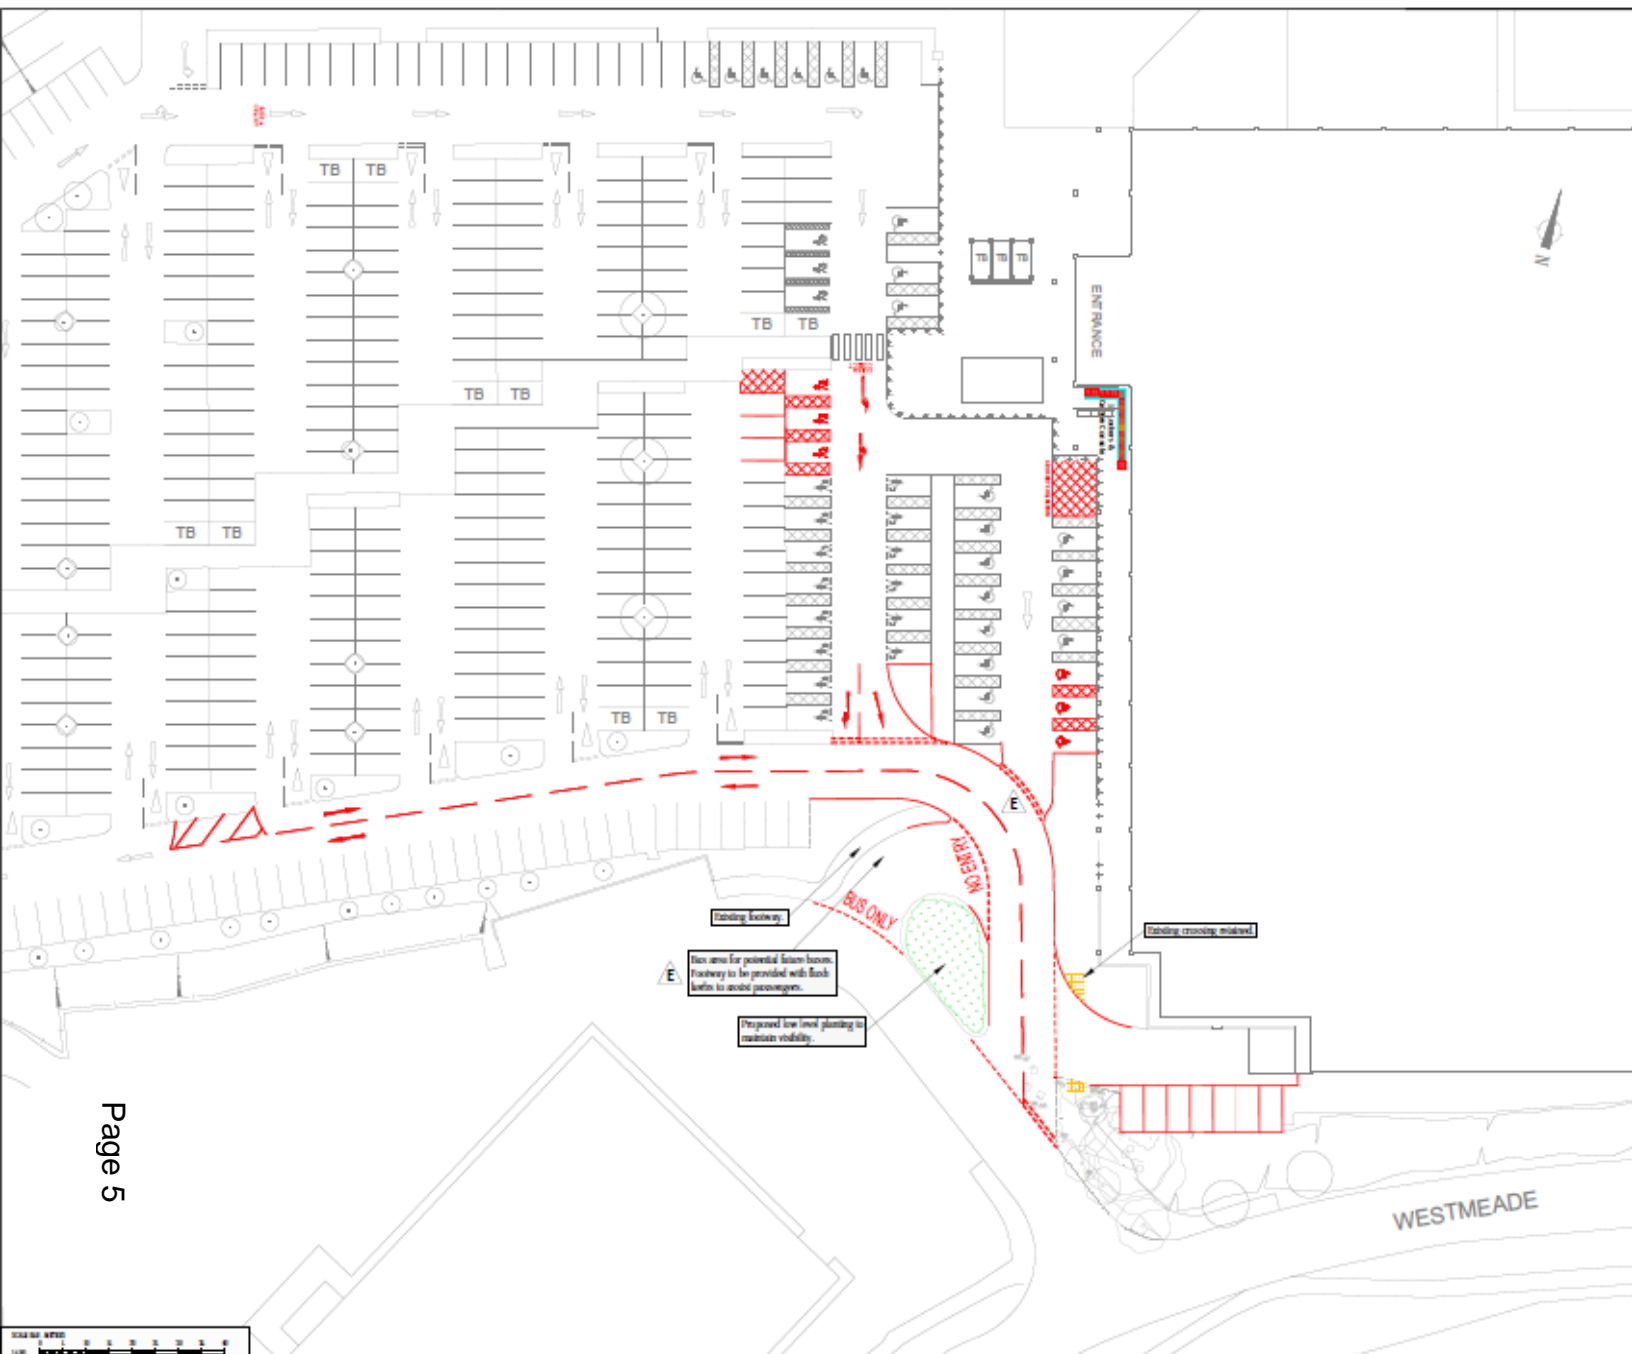 TB TB
TB TB TB
ENTRANCE
N
TB TB
TB TB
TB TB
TB TB
E
NO ENTRY
BUS ONLY
Existing footway.
Existing crossing retained.
E
Bus area for potential future buses.
Footway to be provided with flush
kerbs to assist passengers.
Proposed low level planting to
maintain visibility.
Page 5
WESTMEADE